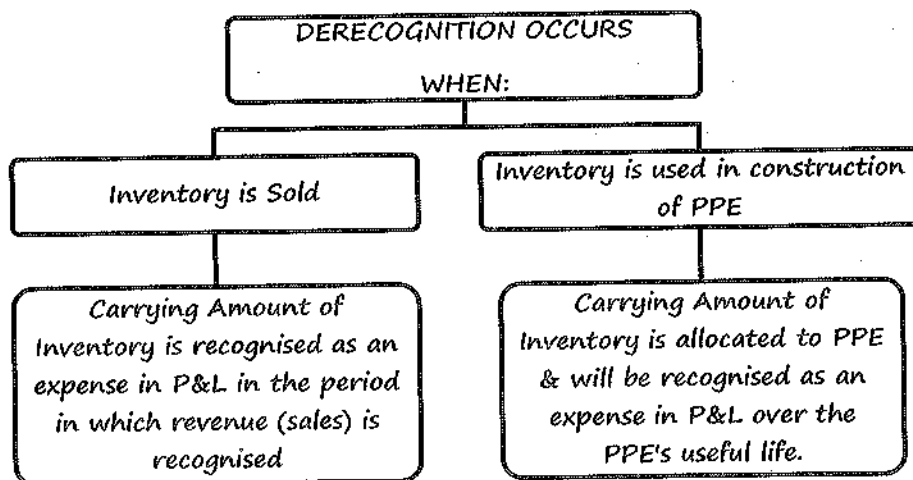 DERECOGNITION OCCURS
WHEN:
Inventory is Sold
Inventory is used in construction
of PPE
Carrying Amount of
Inventory is recognised as an
expense in P&L in the period
in which revenue (sales) is
recognised
Carrying Amount of
Inventory is allocated to PPE
& will be recognised as an
expense in P&L over the
PPE's useful life.